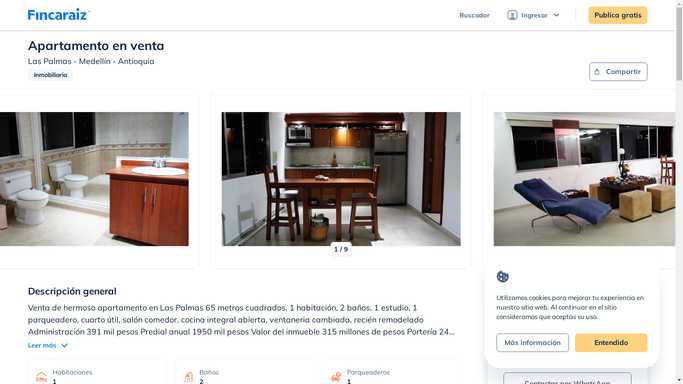 Fincaraiz
Buscador
Ingresar
Publica gratis
Apartamento en venta
Las Palmas - Medellín - Antioquia
Inmobiliaria
Compartir
1 / 9
Descripción general
Venta de hermoso apartamento en Las Palmas 65 metros cuadrados, 1 habitación, 2 baños, 1 estudio, 1
parqueadero, cuarto útil, salón comedor, cocina integral abierta, ventaneria cambiada, recién remodelado
Administración 391 mil pesos Predial anual 1950 mil pesos Valor del inmueble 315 millones de pesos Portería 24...
Leer más
Habitaciones
1
Baños
2
Parqueaderos
1
Utilizamos cookies para mejorar tu experiencia en
nuestro sitio web. Al continuar en el sitio
consideramos que aceptas su uso.
Más información
Entendido
Contactar por WhatsApp